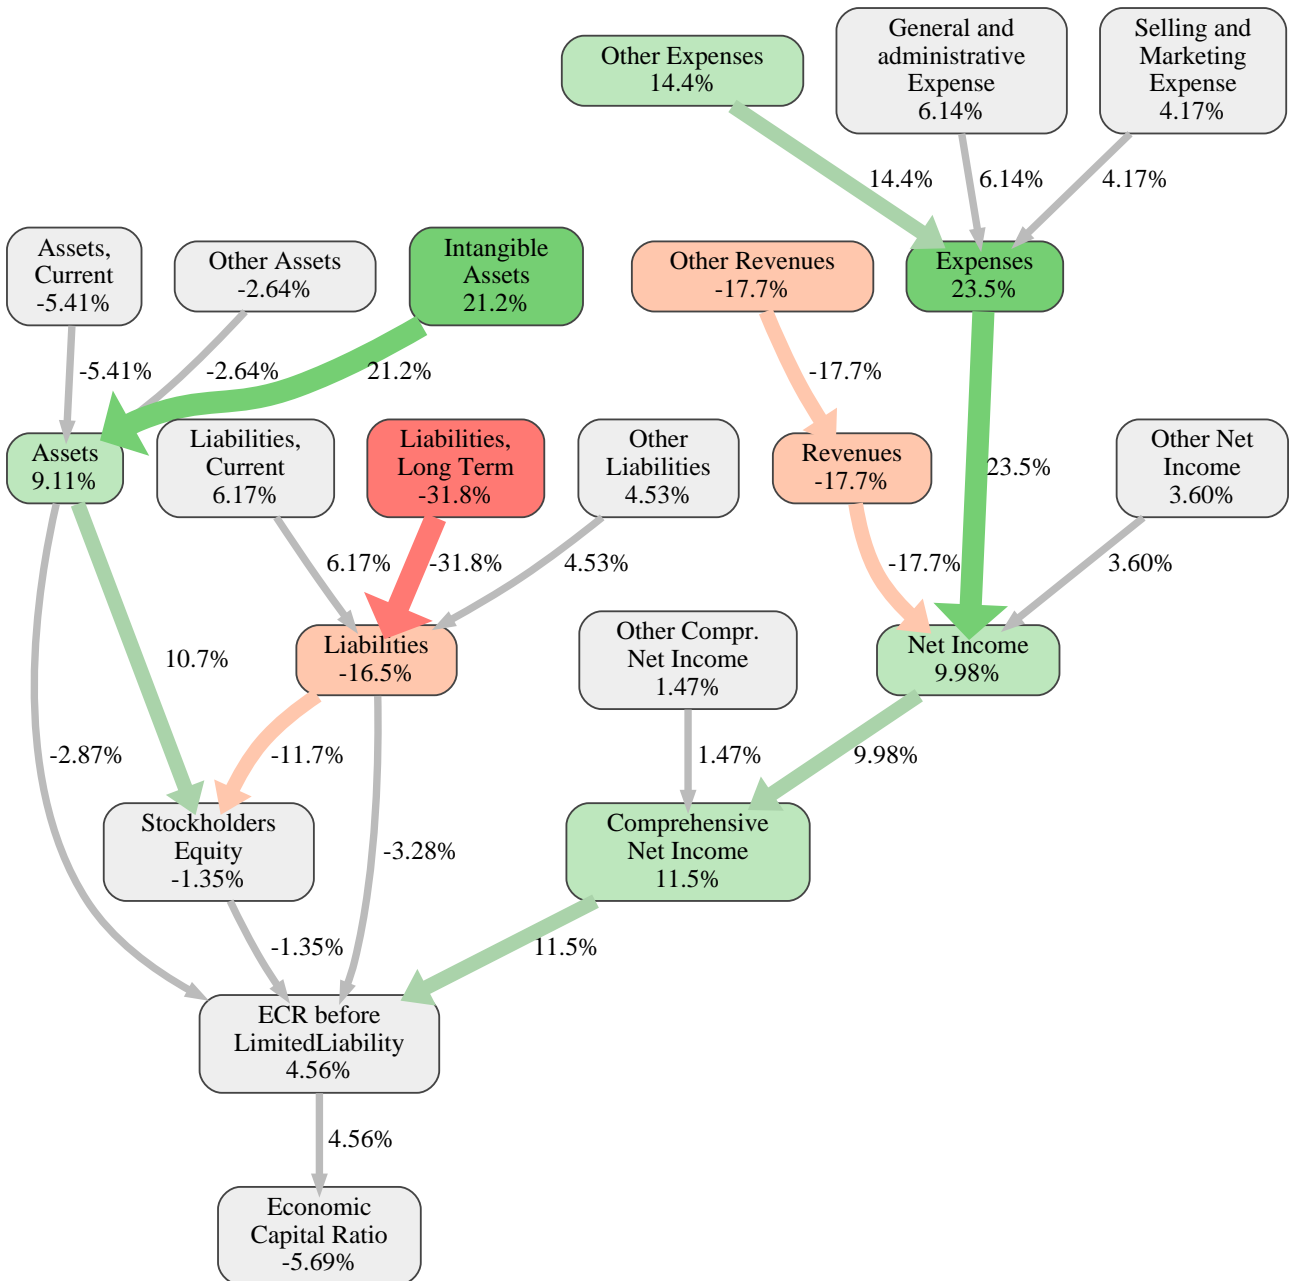 Other Expenses
14.4%
General and
administrative
Expense
6.14%
Selling and
Marketing
Expense
4.17%
14.4%
6.14%
4.17%
Assets,
Current
-5.41%
Other Assets
-2.64%
Intangible
Assets
21.2%
Other Revenues
-17.7%
Expenses
23.5%
-5.41%
-2.64%
21.2%
-17.7%
Assets
9.11%
Liabilities,
Current
6.17%
Liabilities,
Long Term
-31.8%
Other
Liabilities
4.53%
Revenues
-17.7%
23.5%
Other Net
Income
3.60%
6.17%
-31.8%
4.53%
-17.7%
3.60%
10.7%
Liabilities
-16.5%
Other Compr.
Net Income
1.47%
Net Income
9.98%
-2.87%
-11.7%
1.47%
9.98%
Stockholders
Equity
-1.35%
-3.28%
Comprehensive
Net Income
11.5%
-1.35%
11.5%
ECR before
LimitedLiability
4.56%
4.56%
Economic
Capital Ratio
-5.69%